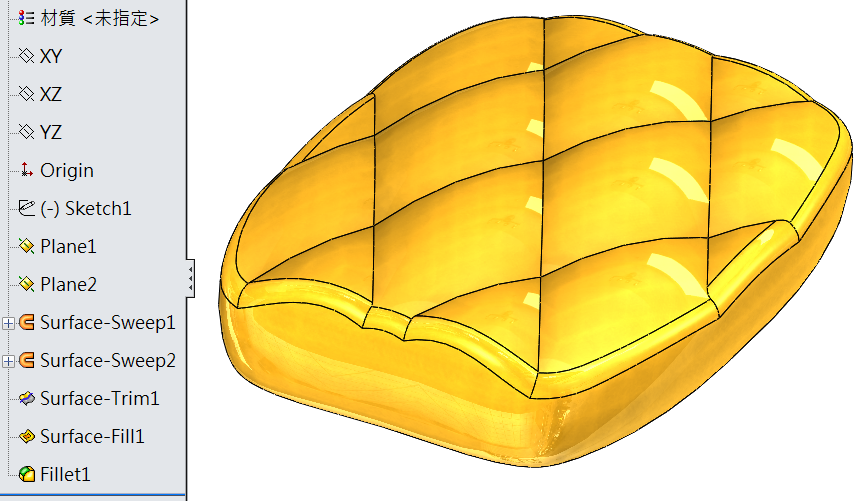 材質 <未指定>
XY
XZ
YZ
Origin
(-) Sketch1
Plane1
Plane2
Surface-Sweep1
Surface-Sweep2
Surface-Trim1
Surface-Fill1
Fillet1